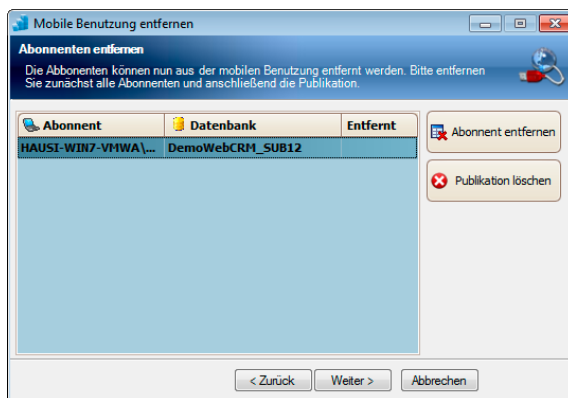 Mobile Benutzung entfernen
Abonnenten entfernen
Die Abbonenten können nun aus der mobilen Benutzung entfernt werden. Bitte entfernen
Sie zunächst alle Abonnenten und anschließend die Publikation.
Abonnent Datenbank Entfernt
HAUSI-WIN7-VMWA\... DemoWebCRM_SUB12
Abonnent entfernen
Publikation löschen
< Zurück Weiter > Abbrechen